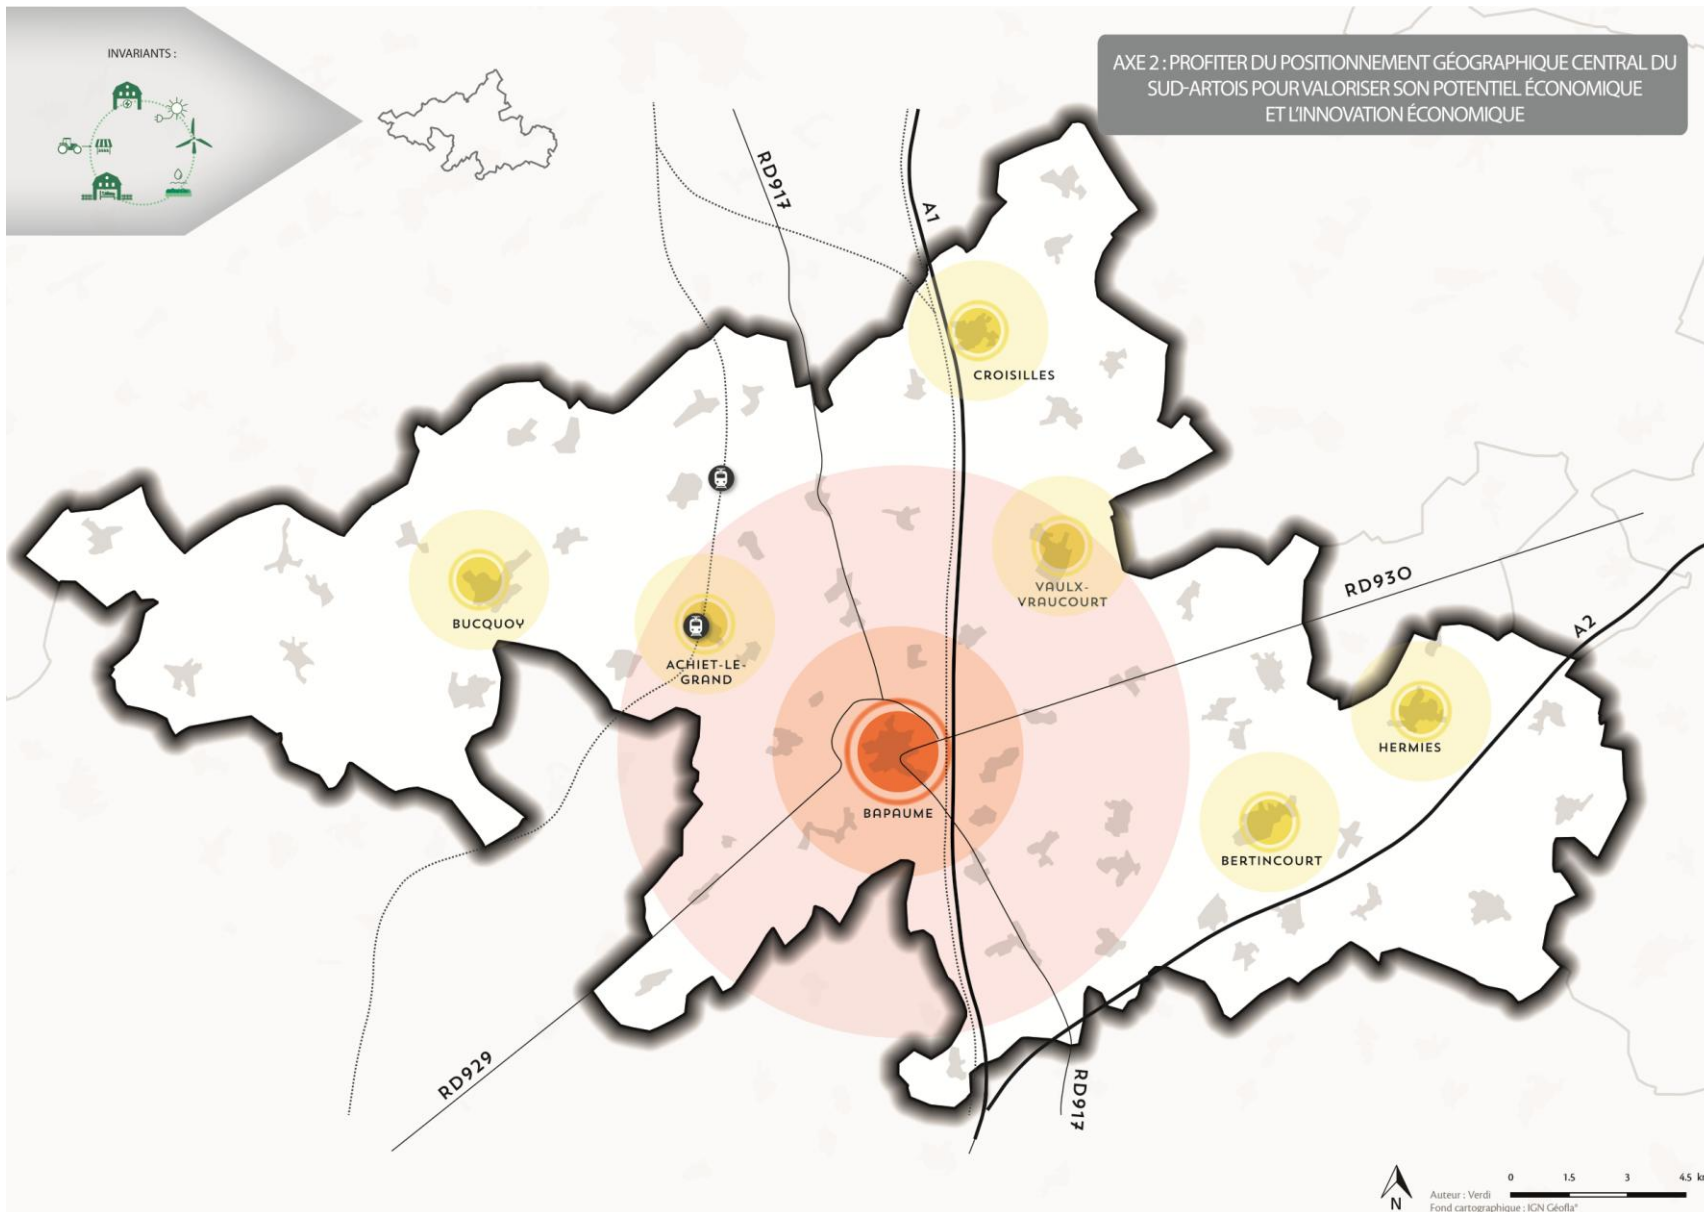 INVARIANTS :
AXE 2 : PROFITER DU POSITIONNEMENT GÉOGRAPHIQUE CENTRAL DU
SUD-ARTOIS POUR VALORISER SON POTENTIEL ÉCONOMIQUE
ET L'INNOVATION ÉCONOMIQUE
RD917
A1
CROISILLES
VAULX-
VRAUCOURT
RD930
BUCQUOY
A2
ACHIET-LE-
GRAND
HERMIES
BAPAUME
BERTINCOURT
RD929
RD917
N
0 1.5 3 4.5 km
Auteur : Verdi
Fond cartographique : IGN Géofla®